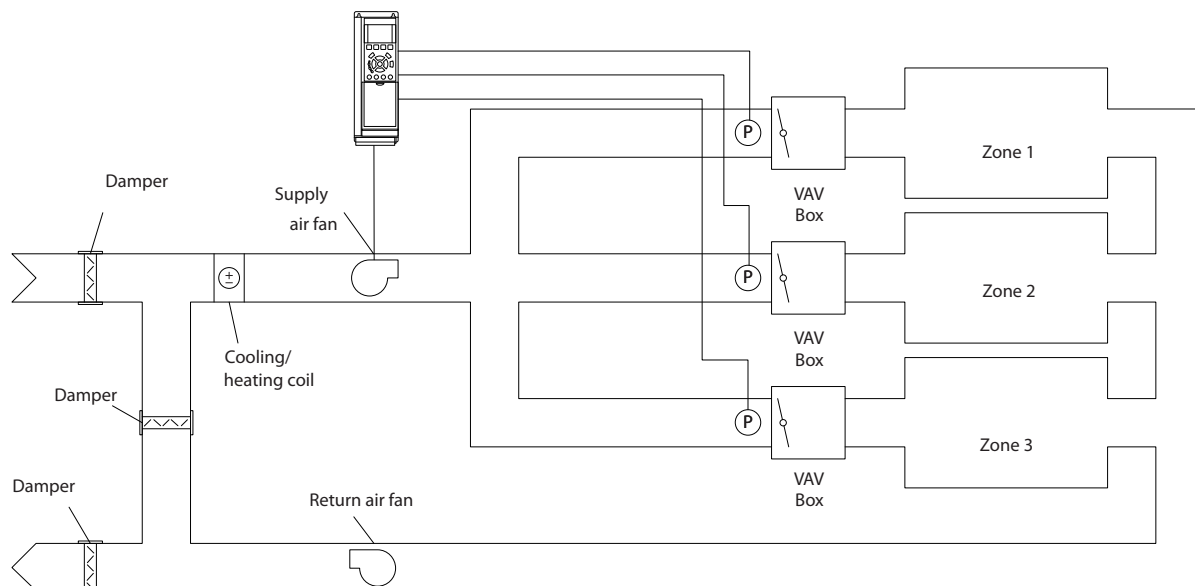 Damper
Supply
air fan
P
VAV
Box
Zone 1
P
VAV
Box
Zone 2
±
Cooling/
heating coil
Damper
P
VAV
Box
Zone 3
Damper
Return air fan